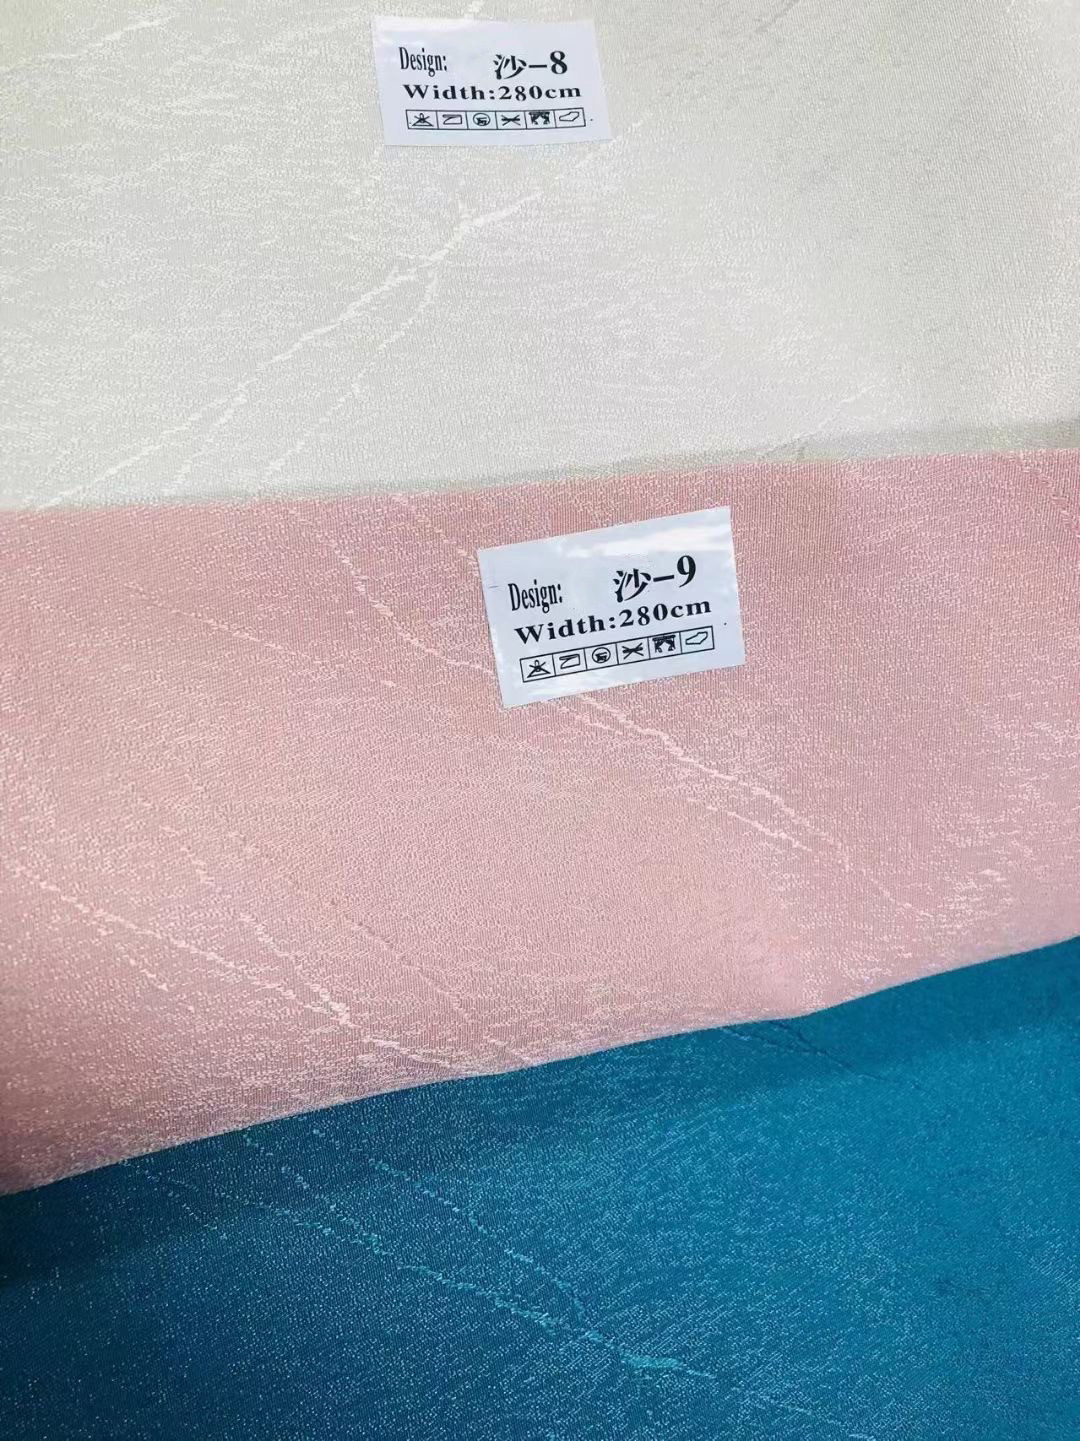 Design: 沙-8
Width:280cm
Design: 沙-9
Width:280cm